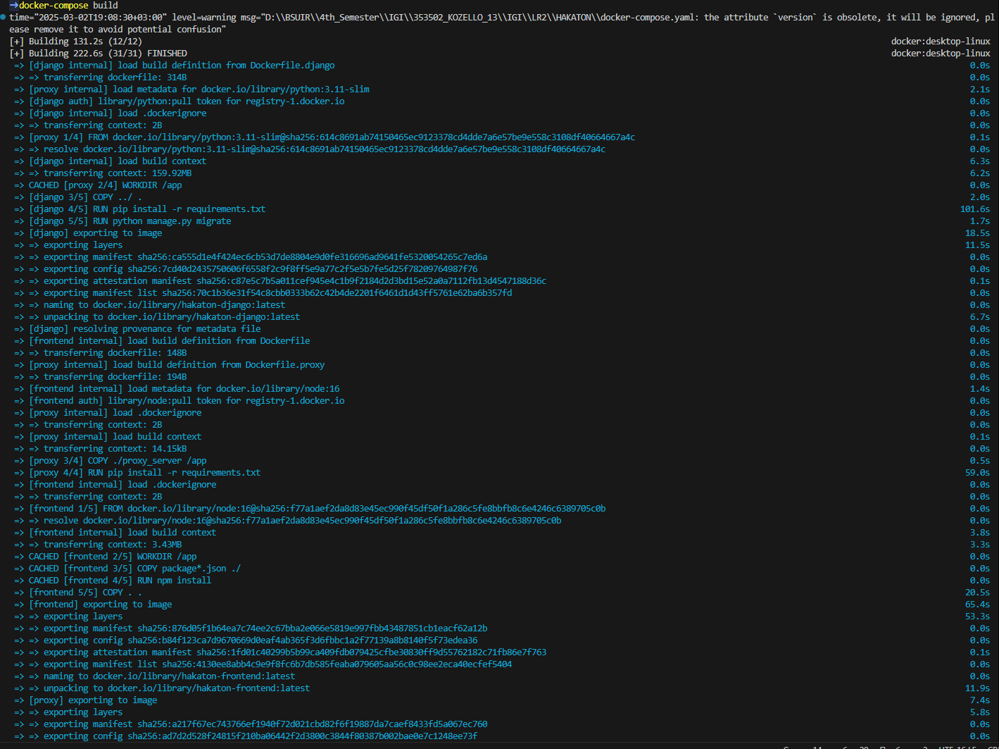 →docker-compose build
time="2025-03-02T19:08:30+03:00" level=warning msg="D:\\BSUIR\\4th_Semester\\IGI\\353502_KOZELLO_13\\IGI\\LR2\\HAKATON\\docker-compose.yaml: the attribute `version` is obsolete, it will be ignored, pl
ease remove it to avoid potential confusion"
[+] Building 131.2s (12/12) docker:desktop-linux
[+] Building 222.6s (31/31) FINISHED docker:desktop-linux
=> [django internal] load build definition from Dockerfile.django 0.0s
=> => transferring dockerfile: 314B 0.0s
=> [proxy internal] load metadata for docker.io/library/python:3.11-slim 2.1s
=> [django auth] library/python:pull token for registry-1.docker.io 0.0s
=> [django internal] load .dockerignore 0.0s
=> => transferring context: 2B 0.0s
=> [proxy 1/4] FROM docker.io/library/python:3.11-slim@sha256:614c8691ab74150465ec9123378cd4dde7a6e57be9e558c3108df40664667a4c 0.1s
=> => resolve docker.io/library/python:3.11-slim@sha256:614c8691ab74150465ec9123378cd4dde7a6e57be9e558c3108df40664667a4c 0.0s
=> [django internal] load build context 6.3s
=> => transferring context: 159.92MB 6.2s
=> CACHED [proxy 2/4] WORKDIR /app 0.0s
=> [django 3/5] COPY ../ . 2.0s
=> [django 4/5] RUN pip install -r requirements.txt 101.6s
=> [django 5/5] RUN python manage.py migrate 1.7s
=> [django] exporting to image 18.5s
=> => exporting layers 11.5s
=> => exporting manifest sha256:ca555d1e4f424ec6cb53d7de8804e9d0fe316696ad9641fe5320054265c7ed6a 0.0s
=> => exporting config sha256:7cd40d2435750606f6558f2c9f8ff5e9a77c2f5e5b7fe5d25f78209764987f76 0.0s
=> => exporting attestation manifest sha256:c87e5c7b5a011cef945e4c1b9f2184d2d3bd15e52a0a7112fb13d4547188d36c 0.1s
=> => exporting manifest list sha256:70c1b36e31f54c8cbb0333b62c42b4de2201f6461d1d43ff5761e62ba6b357fd 0.0s
=> => naming to docker.io/library/hakaton-django:latest 0.0s
=> => unpacking to docker.io/library/hakaton-django:latest 6.7s
=> [django] resolving provenance for metadata file 0.0s
=> [frontend internal] load build definition from Dockerfile 0.0s
=> => transferring dockerfile: 148B 0.0s
=> [proxy internal] load build definition from Dockerfile.proxy 0.0s
=> => transferring dockerfile: 194B 0.0s
=> [frontend internal] load metadata for docker.io/library/node:16 1.4s
=> [frontend auth] library/node:pull token for registry-1.docker.io 0.0s
=> [proxy internal] load .dockerignore 0.0s
=> => transferring context: 2B 0.0s
=> [proxy internal] load build context 0.1s
=> => transferring context: 14.15kB 0.0s
=> [proxy 3/4] COPY ./proxy_server /app 0.5s
=> [proxy 4/4] RUN pip install -r requirements.txt 59.0s
=> [frontend internal] load .dockerignore 0.0s
=> => transferring context: 2B 0.0s
=> [frontend 1/5] FROM docker.io/library/node:16@sha256:f77a1aef2da8d83e45ec990f45df50f1a286c5fe8bbfb8c6e4246c6389705c0b 0.0s
=> => resolve docker.io/library/node:16@sha256:f77a1aef2da8d83e45ec990f45df50f1a286c5fe8bbfb8c6e4246c6389705c0b 0.0s
=> [frontend internal] load build context 3.8s
=> => transferring context: 3.43MB 3.3s
=> CACHED [frontend 2/5] WORKDIR /app 0.0s
=> CACHED [frontend 3/5] COPY package*.json ./ 0.0s
=> CACHED [frontend 4/5] RUN npm install 0.0s
=> [frontend 5/5] COPY . . 20.5s
=> [frontend] exporting to image 65.4s
=> => exporting layers 53.3s
=> => exporting manifest sha256:876d05f1b64ea7c74ee2c67bba2e066e5819e997fbb43487851cb1eacf62a12b 0.0s
=> => exporting config sha256:b84f123ca7d9670669d0eaf4ab365f3d6fbbc1a2f77139a8b8140f5f73edea36 0.0s
=> => exporting attestation manifest sha256:1fd01c40299b5b99ca409fdb079425cfbe30830ff9d55762182c71fb86e7f763 0.1s
=> => exporting manifest list sha256:4130ee8abb4c9e9f8fc6b7db585feaba079605aa56c0c98ee2eca40ecfef5404 0.0s
=> => naming to docker.io/library/hakaton-frontend:latest 0.0s
=> => unpacking to docker.io/library/hakaton-frontend:latest 11.9s
=> [proxy] exporting to image 7.4s
=> => exporting layers 5.8s
=> => exporting manifest sha256:a217f67ec743766ef1940f72d021cbd82f6f19887da7caef8433fd5a067ec760 0.0s
=> => exporting config sha256:ad7d2d528f24815f210ba06442f2d3800c3844f80387b002bae0e7c1248ee73f 0.0s